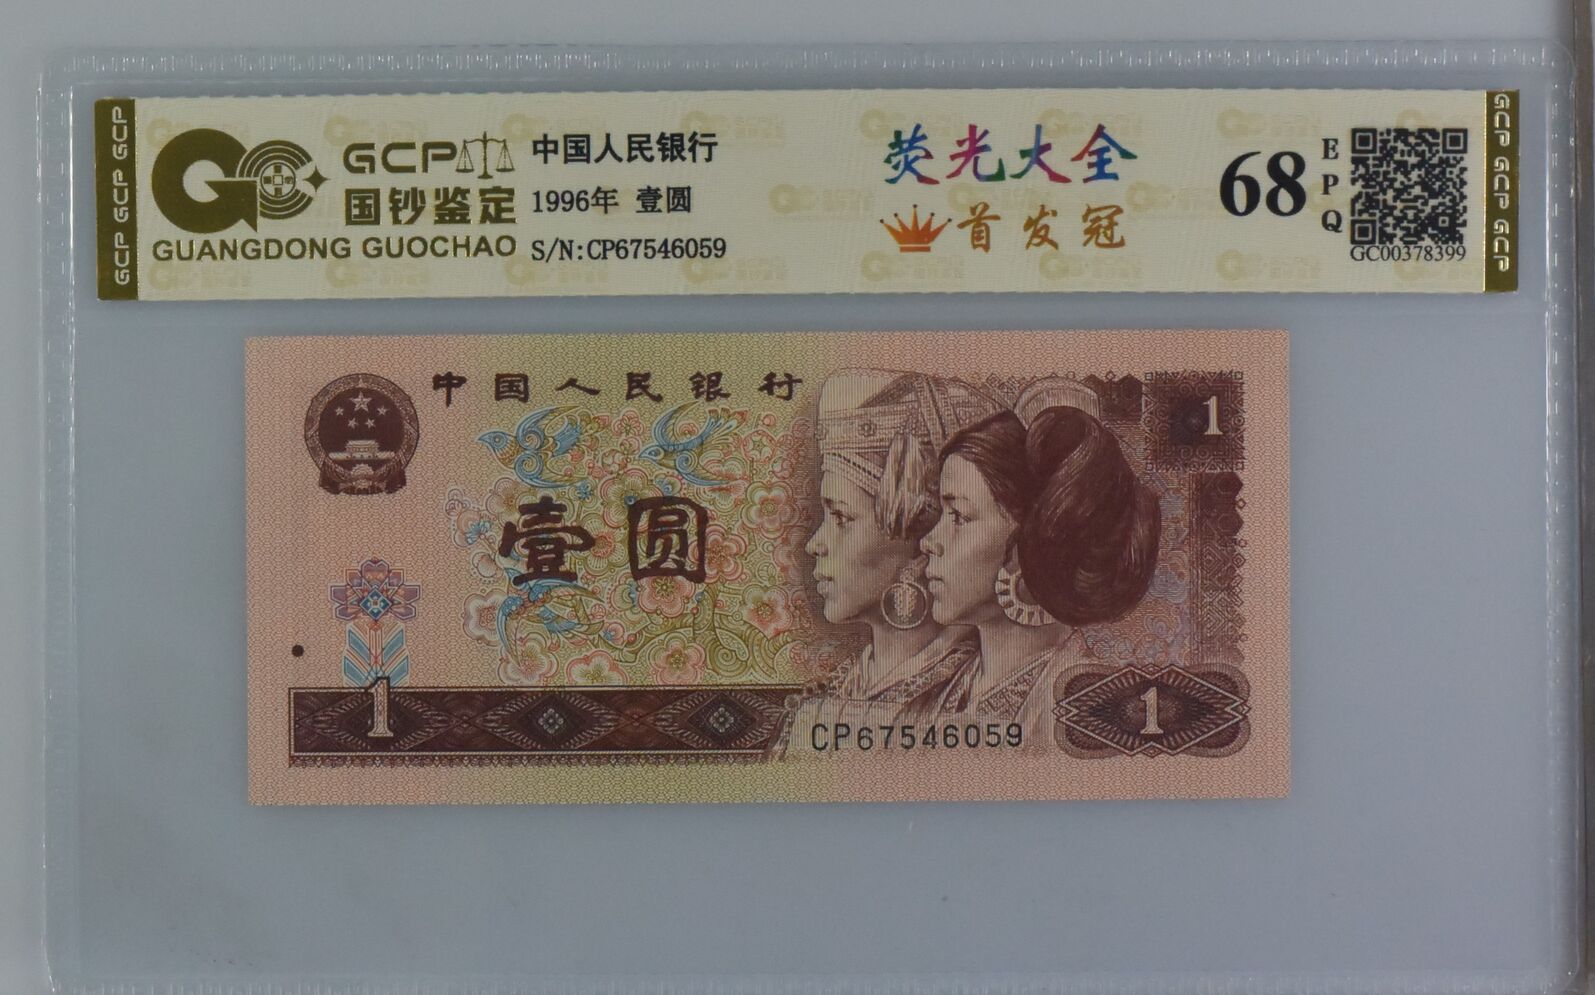 GCP GCP GCP
GCP
国钞鉴定
GUANGDONG GUOCHAO
中国人民银行
1996年 壹圆
S/N:CP67546059
荧光大全
首发冠
68
EPQ
GC00378399
GCP GCP GCP
中国人民银行
1
壹圆
1
CP67546059
1